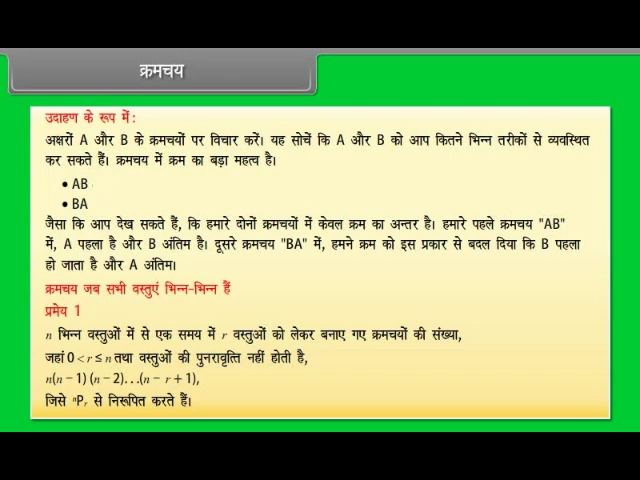 क्रमचय
उदाहण के रूप में:
अक्षरों A और B के क्रमचयों पर विचार करें। यह सोचें कि A और B को आप कितने भिन्न तरीकों से व्यवस्थित
कर सकते हैं। क्रमचय में क्रम का बड़ा महत्व है।
• AB
• BA
जैसा कि आप देख सकते हैं, कि हमारे दोनों क्रमचयों में केवल क्रम का अन्तर है। हमारे पहले क्रमचय "AB"
में, A पहला है और B अंतिम है। दूसरे क्रमचय "BA" में, हमने क्रम को इस प्रकार से बदल दिया कि B पहला
हो जाता है और A अंतिम।
क्रमचय जब सभी वस्तुएं भिन्न-भिन्न हैं
प्रमेय 1
n भिन्न वस्तुओं में से एक समय में r वस्तुओं को लेकर बनाए गए क्रमचयों की संख्या,
जहां 0 < r ≤ n तथा वस्तुओं की पुनरावृत्ति नहीं होती है,
n(n − 1) (n − 2)...(n − r + 1),
जिसे ⁿPᵣ से निरूपित करते हैं।